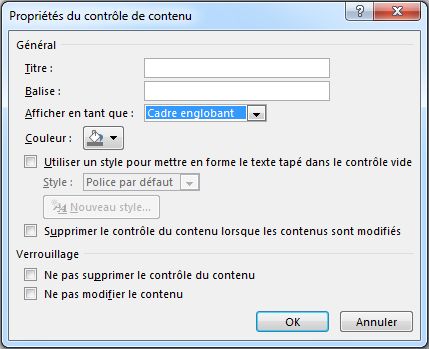 Propriétés du contrôle de contenu
Général
Titre :
Balise :
Afficher en tant que : Cadre englobant
Couleur :
Utiliser un style pour mettre en forme le texte tapé dans le contrôle vide
Style : Police par défaut
Nouveau style...
Supprimer le contrôle du contenu lorsque les contenus sont modifiés
Verrouillage
Ne pas supprimer le contrôle du contenu
Ne pas modifier le contenu
OK Annuler